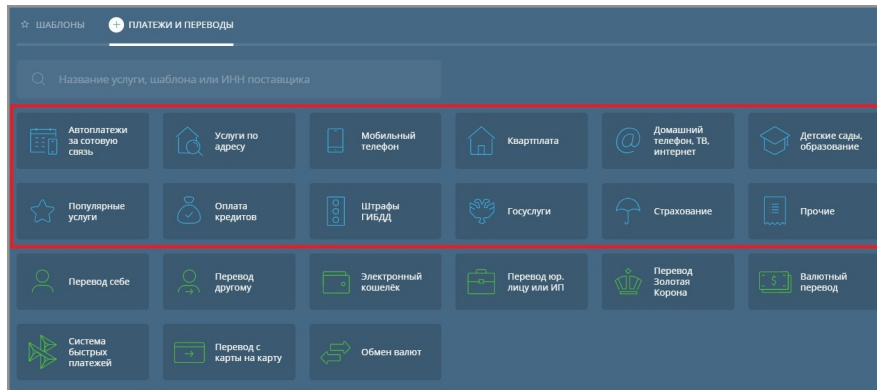 ШАБЛОНЫ
ПЛАТЕЖИ И ПЕРЕВОДЫ
Название услуги, шаблона или ИНН поставщика
Автоплатежи
за сотовую
связь
Услуги по
адресу
Мобильный
телефон
Квартплата
Домашний
телефон, ТВ,
интернет
Детские сады,
образование
Популярные
услуги
Оплата
кредитов
Штрафы
ГИБДД
Госуслуги
Страхование
Прочие
Перевод себе
Перевод
другому
Электронный
кошелёк
Перевод юр.
лицу или ИП
Перевод
Золотая
Корона
Валютный
перевод
Система
быстрых
платежей
Перевод с
карты на карту
Обмен валют